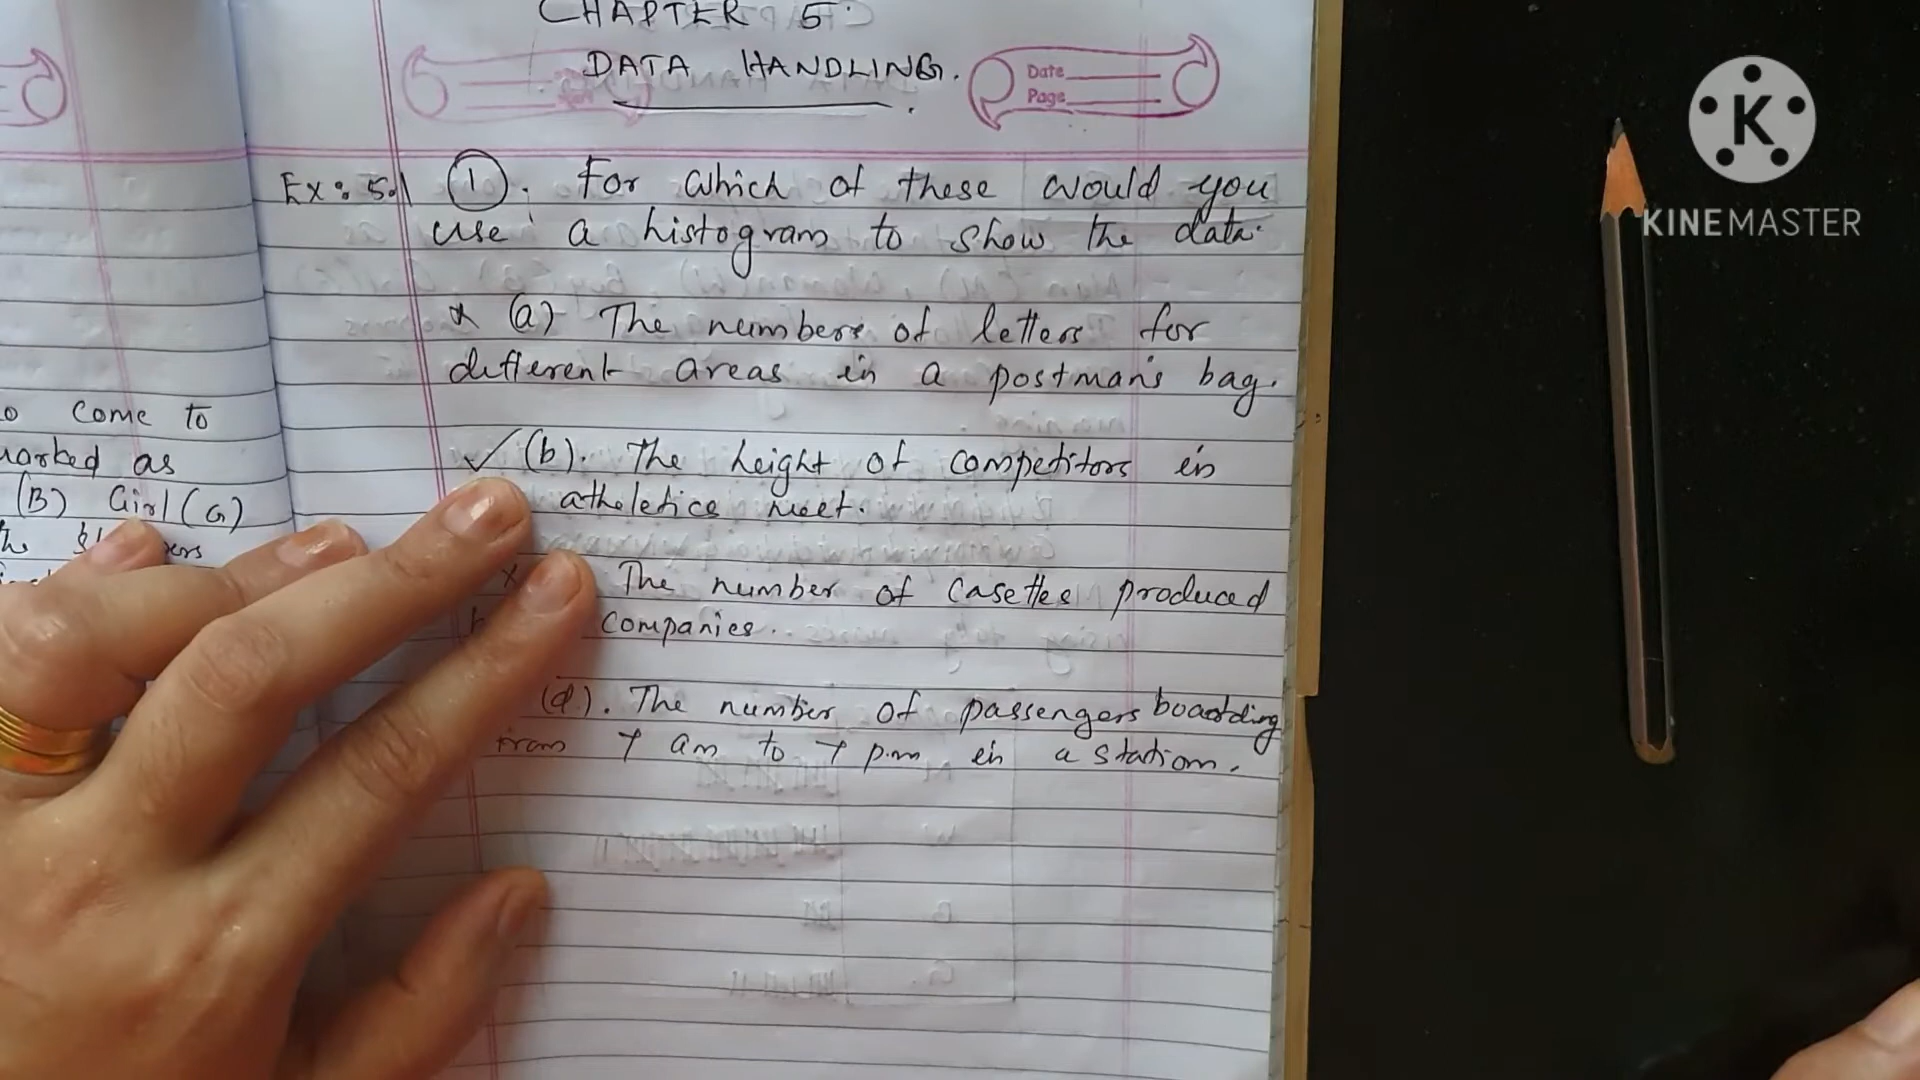 CHAPTER 5.
DATA HANDLING.
Date
Page
K
KINEMASTER
Ex: 5.1 (1). For which of these would you
use a histogram to show the data.
x (a) The numbers of letters for
different areas in a postman's bag.
✓ (b). The height of competitors in
atheletics meet.
x The number of casettes produced
companies..
(d). The number of passengers boarding
from 7 am to 7 p.m in a station.
come to
marked as
(B) Girl (G)